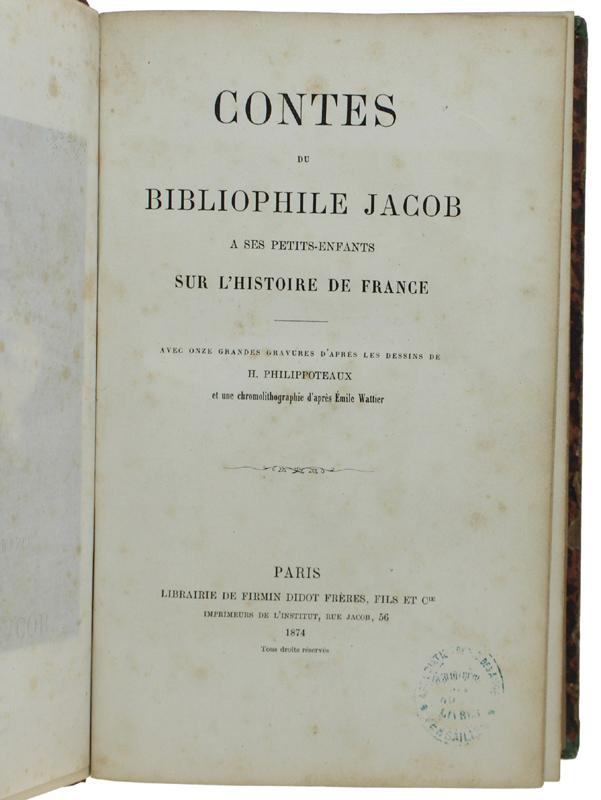 CONTES
DU
BIBLIOPHILE JACOB
A SES PETITS-ENFANTS
SUR L'HISTOIRE DE FRANCE
AVEC ONZE GRANDES GRAVURES D'APRÈS LES DESSINS DE
H. PHILIPPOTEAUX
et une chromolithographie d'après Émile Wattier
PARIS
LIBRAIRIE DE FIRMIN DIDOT FRÈRES, FILS ET CIE
IMPRIMEURS DE L'INSTITUT, RUE JACOB, 56
1874
Tous droits réservés
LIVRES
VERSAILLES